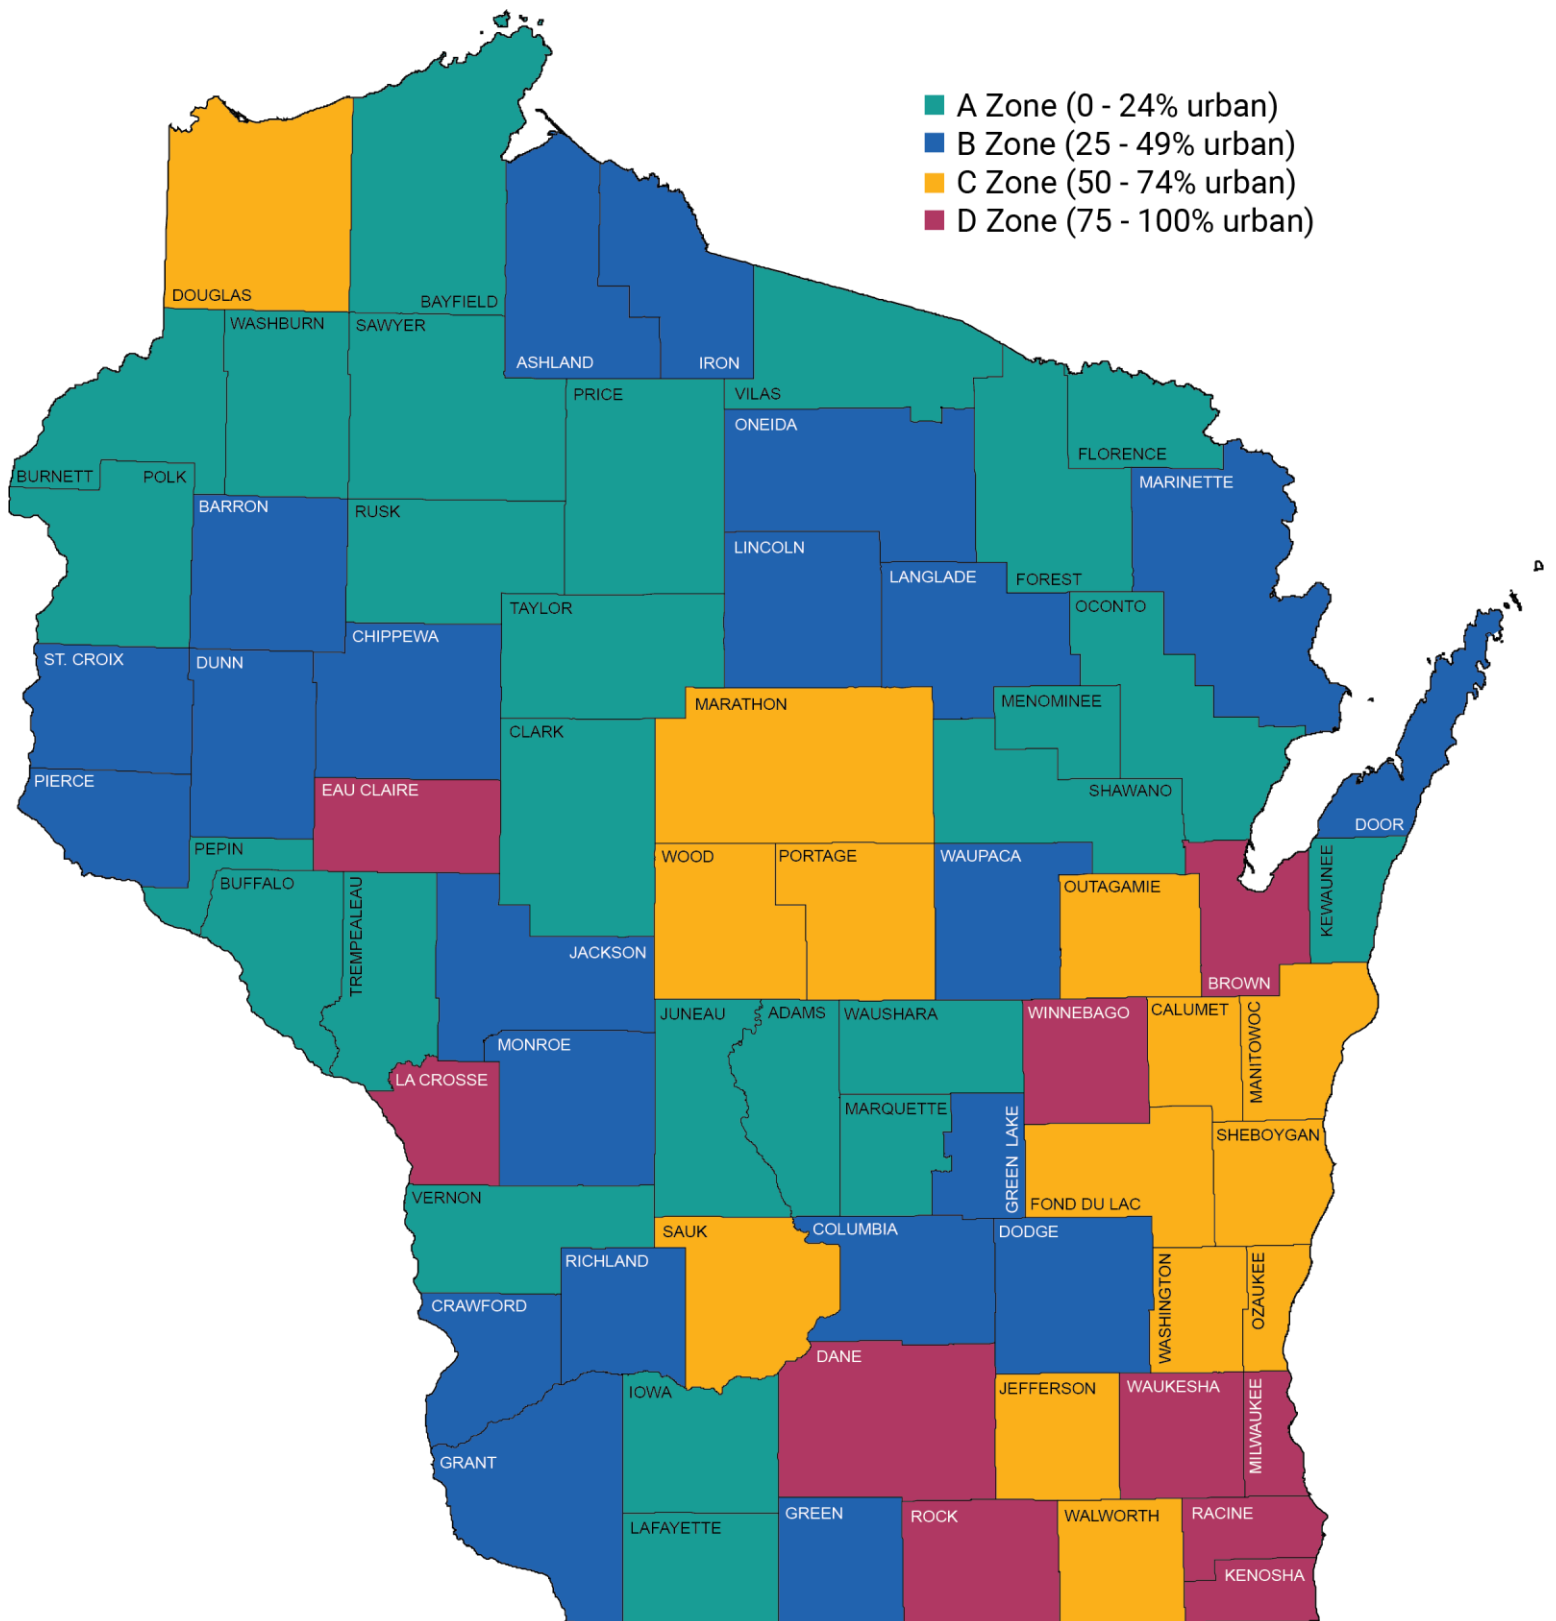 A Zone (0 - 24% urban)
B Zone (25 - 49% urban)
C Zone (50 - 74% urban)
D Zone (75 - 100% urban)
DOUGLAS
BAYFIELD
WASHBURN
SAWYER
ASHLAND
IRON
PRICE
VILAS
ONEIDA
FLORENCE
BURNETT
POLK
MARINETTE
BARRON
RUSK
LINCOLN
LANGLADE
FOREST
TAYLOR
OCONTO
CHIPPEWA
ST. CROIX
DUNN
MENOMINEE
MARATHON
CLARK
PIERCE
EAU CLAIRE
SHAWANO
DOOR
PEPIN
WOOD
PORTAGE
WAUPACA
BUFFALO
OUTAGAMIE
KEWAUNEE
TREMPEALEAU
JACKSON
BROWN
JUNEAU
ADAMS
WAUSHARA
WINNEBAGO
CALUMET
MANITOWOC
MONROE
LA CROSSE
MARQUETTE
GREEN LAKE
SHEBOYGAN
VERNON
FOND DU LAC
SAUK
COLUMBIA
DODGE
RICHLAND
WASHINGTON
OZAUKEE
CRAWFORD
DANE
IOWA
JEFFERSON
WAUKESHA
MILWAUKEE
GRANT
LAFAYETTE
GREEN
ROCK
WALWORTH
RACINE
KENOSHA